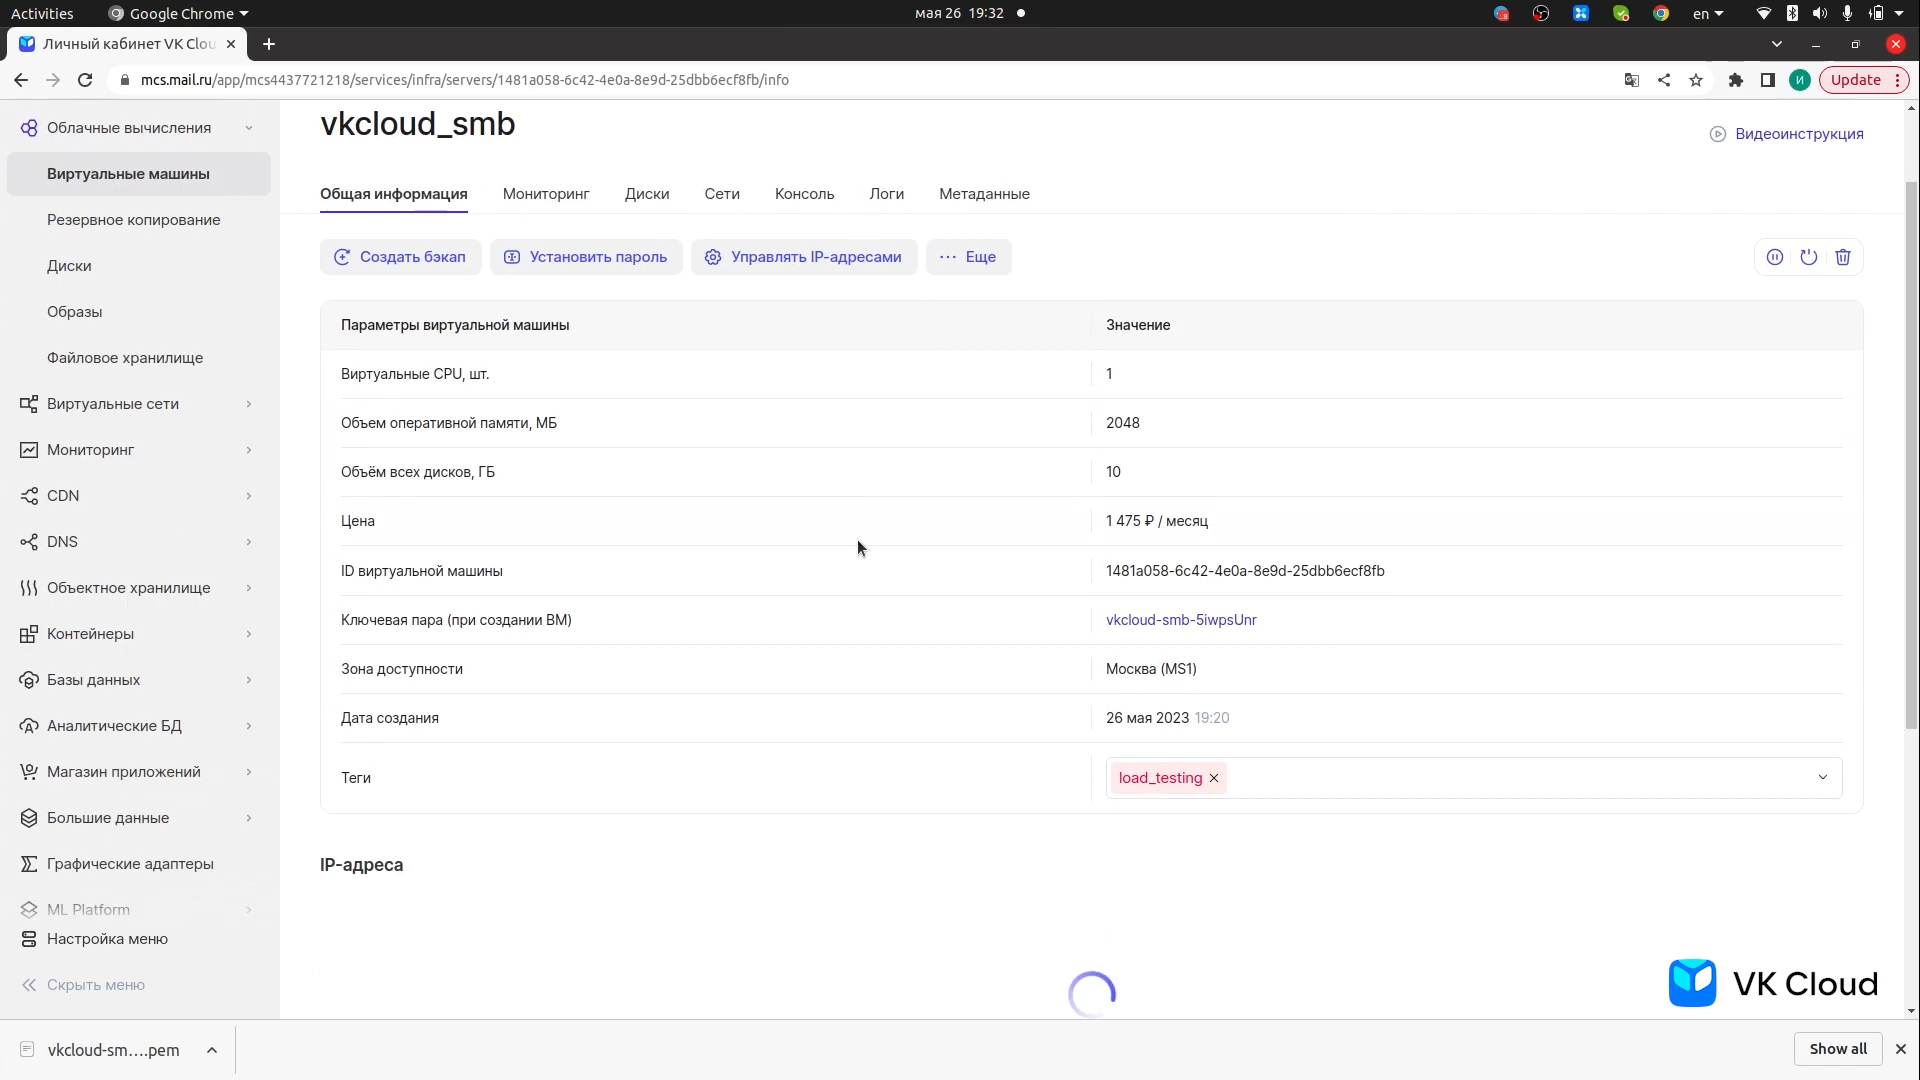 Activities
Google Chrome
мая 26 19:32
en
Личный кабинет VK Clou
mcs.mail.ru/app/mcs4437721218/services/infra/servers/1481a058-6c42-4e0a-8e9d-25dbb6ecf8fb/info
И
Update
Облачные вычисления
Виртуальные машины
Резервное копирование
Диски
Образы
Файловое хранилище
Виртуальные сети
Мониторинг
CDN
DNS
Объектное хранилище
Контейнеры
Базы данных
Аналитические БД
Магазин приложений
Большие данные
Графические адаптеры
ML Platform
Настройка меню
Скрыть меню
vkcloud_smb
Видеоинструкция
Общая информация Мониторинг Диски Сети Консоль Логи Метаданные
Создать бэкап Установить пароль Управлять IP-адресами Еще
Параметры виртуальной машины Значение
Виртуальные CPU, шт. 1
Объем оперативной памяти, МБ 2048
Объём всех дисков, ГБ 10
Цена 1 475 ₽ / месяц
ID виртуальной машины 1481a058-6c42-4e0a-8e9d-25dbb6ecf8fb
Ключевая пара (при создании ВМ) vkcloud-smb-5iwpsUnr
Зона доступности Москва (MS1)
Дата создания 26 мая 2023 19:20
Теги load_testing
IP-адреса
VK Cloud
vkcloud-sm....pem
Show all